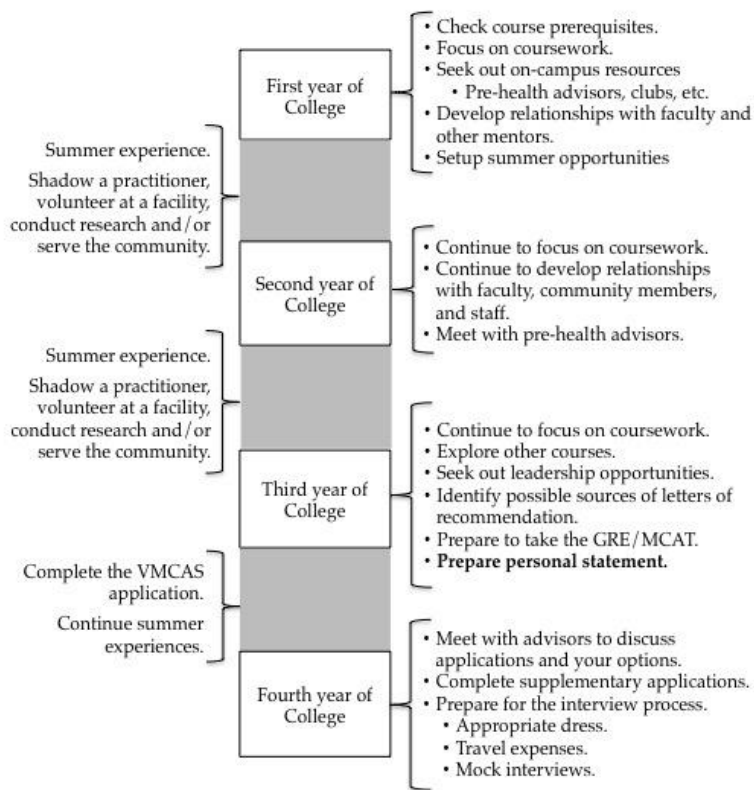 First year of
College
• Check course prerequisites.
• Focus on coursework.
• Seek out on-campus resources
• Pre-health advisors, clubs, etc.
• Develop relationships with faculty and
other mentors.
• Setup summer opportunities
Summer experience.
Shadow a practitioner,
volunteer at a facility,
conduct research and/or
serve the community.
Second year of
College
• Continue to focus on coursework.
• Continue to develop relationships
with faculty, community members,
and staff.
• Meet with pre-health advisors.
Summer experience.
Shadow a practitioner,
volunteer at a facility,
conduct research and/or
serve the community.
Third year of
College
• Continue to focus on coursework.
• Explore other courses.
• Seek out leadership opportunities.
• Identify possible sources of letters of
recommendation.
• Prepare to take the GRE/MCAT.
• Prepare personal statement.
Complete the VMCAS
application.
Continue summer
experiences.
Fourth year of
College
• Meet with advisors to discuss
applications and your options.
• Complete supplementary applications.
• Prepare for the interview process.
• Appropriate dress.
• Travel expenses.
• Mock interviews.